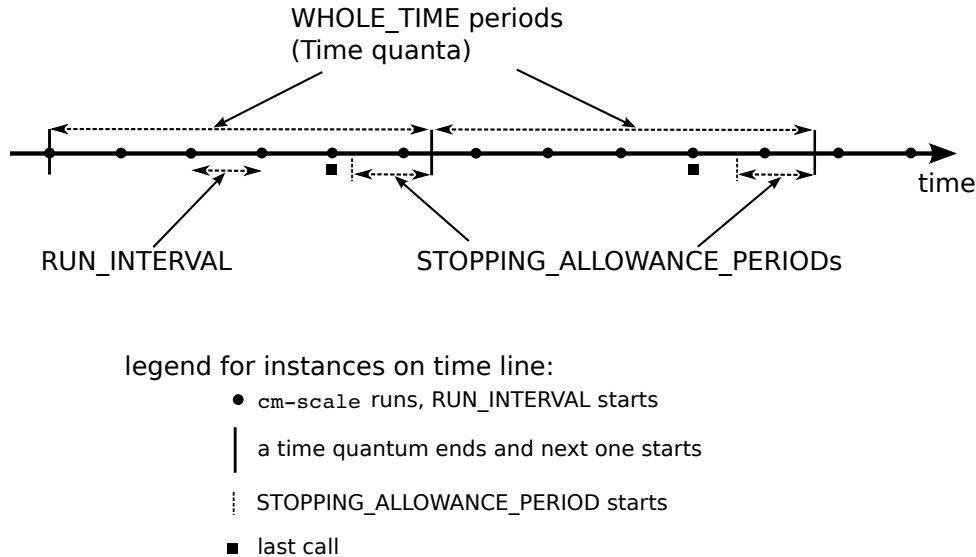 WHOLE_TIME periods
(Time quanta)
time
RUN_INTERVAL
STOPPING_ALLOWANCE_PERIODs
legend for instances on time line:
cm-scale runs, RUN_INTERVAL starts
a time quantum ends and next one starts
STOPPING_ALLOWANCE_PERIOD starts
last call